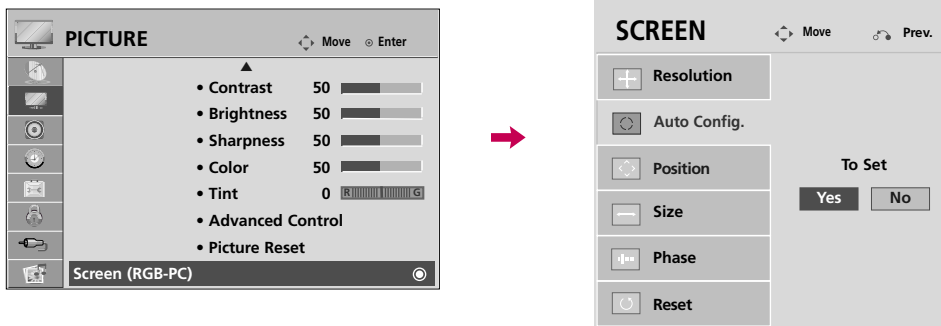 PICTURE
Move Enter
• Contrast 50
• Brightness 50
• Sharpness 50
• Color 50
• Tint 0 R G
• Advanced Control
• Picture Reset
Screen (RGB-PC)
SCREEN
Move Prev.
Resolution
Auto Config.
Position
Size
Phase
Reset
To Set
Yes No